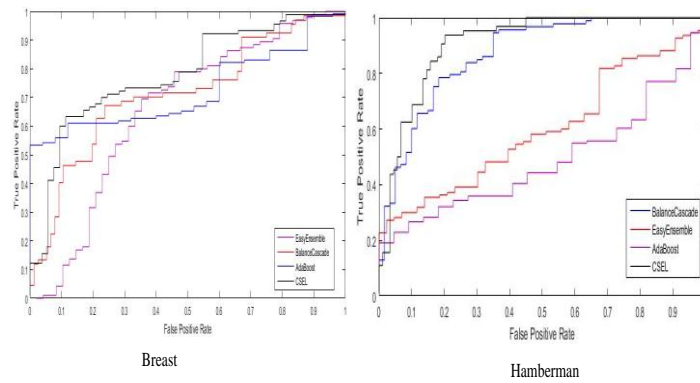 True Positive Rate
1
0.9
0.8
0.7
0.6
0.5
0.4
0.3
0.2
0.1
0
0 0.1 0.2 0.3 0.4 0.5 0.6 0.7 0.8 0.9 1
False Positive Rate
EasyEnsemble
BalanceCascade
AdaBoost
CSEL
Breast
True Positive Rate
1
0.8
0.6
0.4
0.2
0
0 0.1 0.2 0.3 0.4 0.5 0.6 0.7 0.8 0.9
False Positive Rate
BalanceCascade
EasyEnsemble
AdaBoost
CSEL
Hamberman